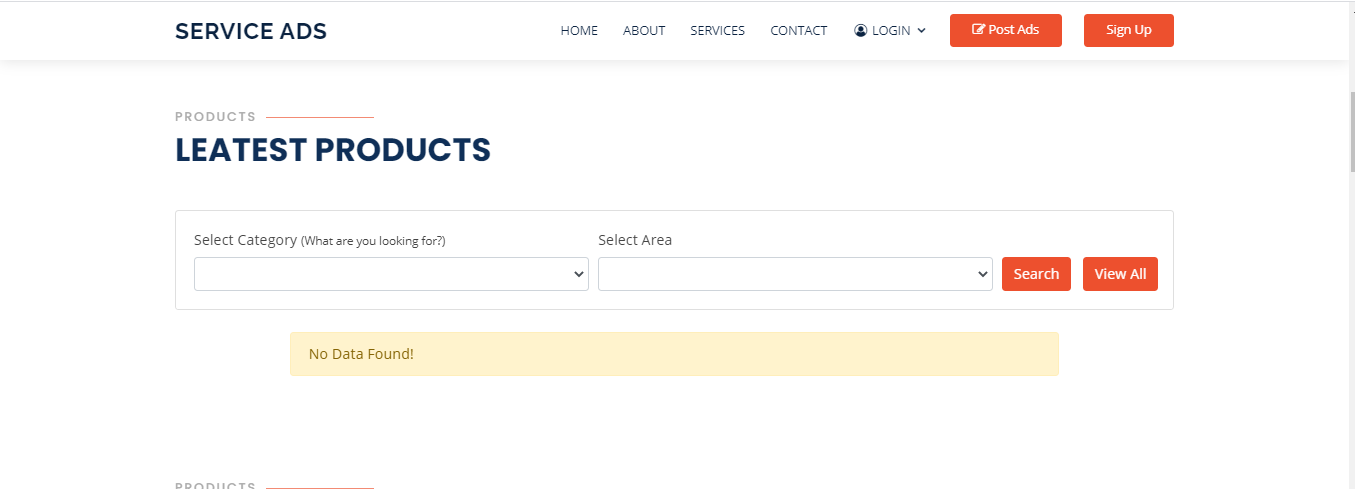 SERVICE ADS
HOME ABOUT SERVICES CONTACT LOGIN Post Ads Sign Up
PRODUCTS
LEATEST PRODUCTS
Select Category (What are you looking for?) Select Area
Search View All
No Data Found!
PRODUCTS